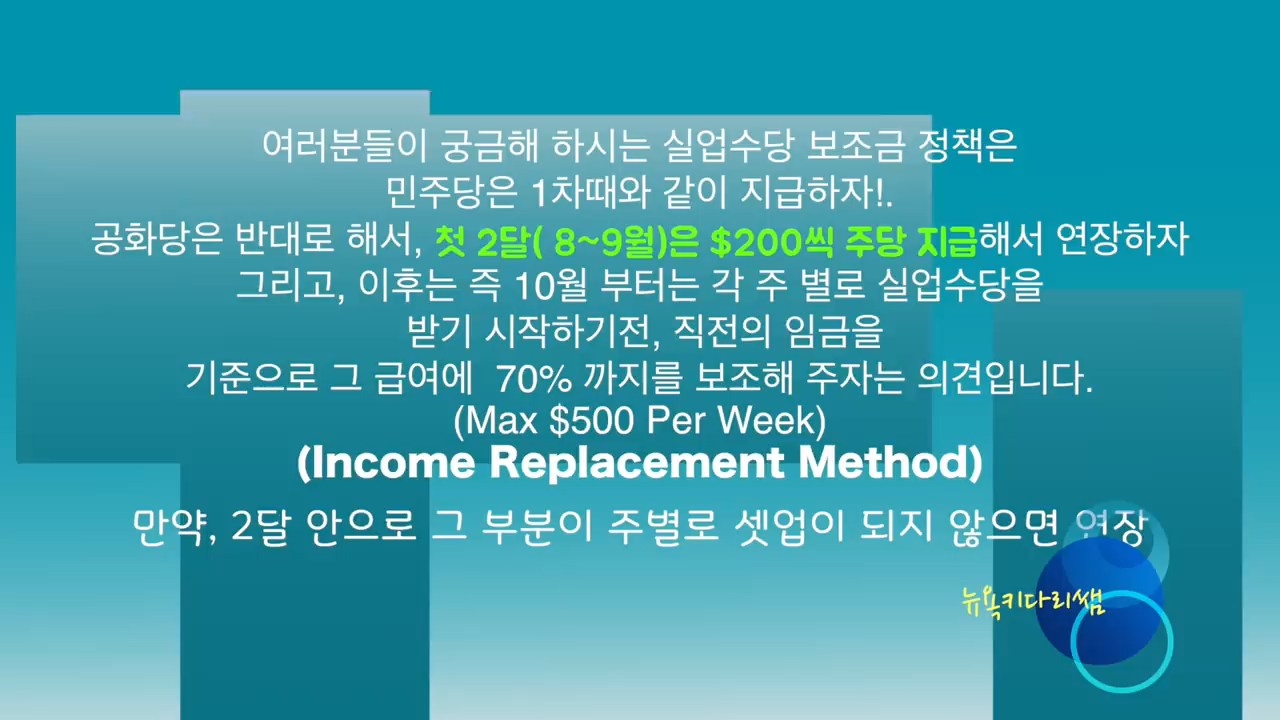 여러분들이 궁금해 하시는 실업수당 보조금 정책은
민주당은 1차때와 같이 지급하자!.
공화당은 반대로 해서, 첫 2달( 8~9월)은 $200씩 주당 지급해서 연장하자
그리고, 이후는 즉 10월 부터는 각 주 별로 실업수당을
받기 시작하기전, 직전의 임금을
기준으로 그 급여에 70% 까지를 보조해 주자는 의견입니다.
(Max $500 Per Week)
(Income Replacement Method)
만약, 2달 안으로 그 부분이 주별로 셋업이 되지 않으면 연장
뉴욕키다리쌤